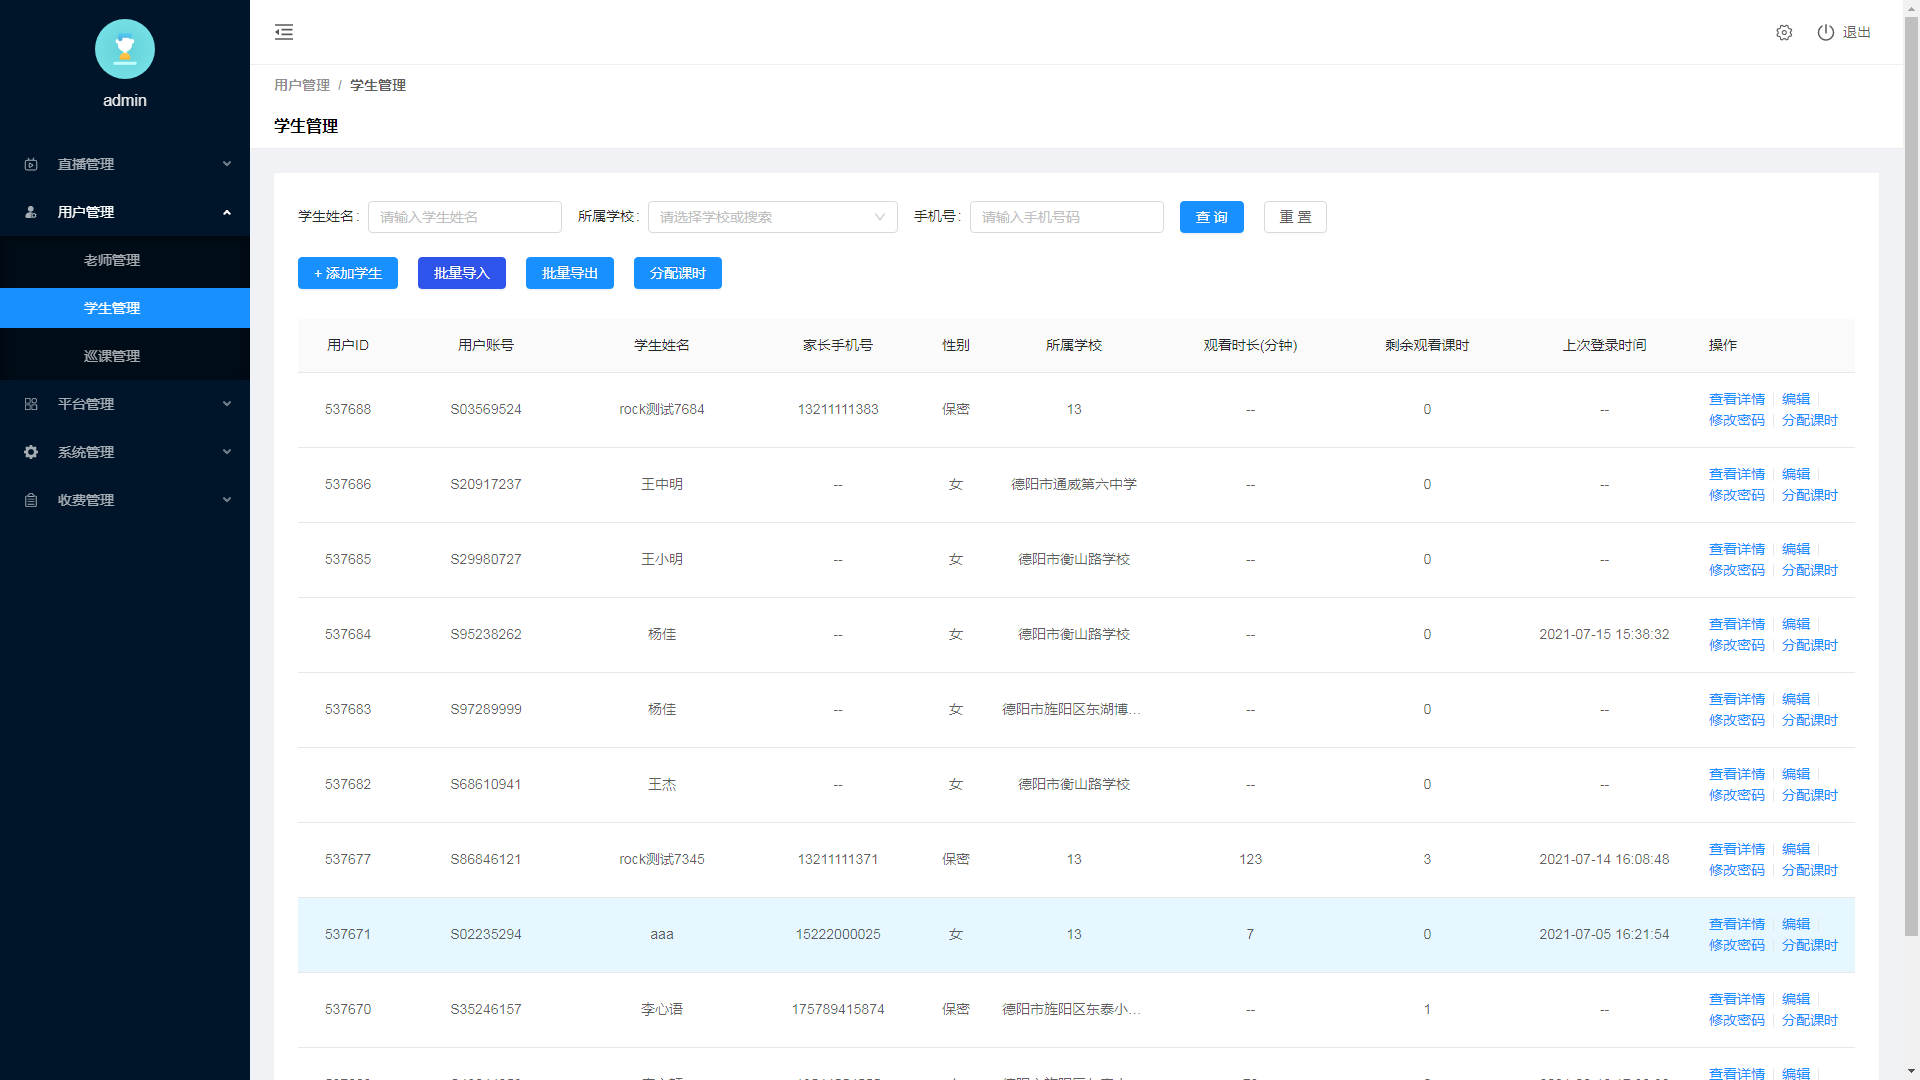 admin
直播管理
用户管理
老师管理
学生管理
巡课管理
平台管理
系统管理
收费管理
退出
用户管理 / 学生管理
学生管理
学生姓名: 请输入学生姓名 所属学校: 请选择学校或搜索 手机号: 请输入手机号码 查 询 重 置
+ 添加学生 批量导入 批量导出 分配课时
用户ID 用户账号 学生姓名 家长手机号 性别 所属学校 观看时长(分钟) 剩余观看课时 上次登录时间 操作
537688 S03569524 rock测试7684 13211111383 保密 13 -- 0 -- 查看详情 编辑
修改密码 分配课时
537686 S20917237 王中明 -- 女 德阳市通威第六中学 -- 0 -- 查看详情 编辑
修改密码 分配课时
537685 S29980727 王小明 -- 女 德阳市衡山路学校 -- 0 -- 查看详情 编辑
修改密码 分配课时
537684 S95238262 杨佳 -- 女 德阳市衡山路学校 -- 0 2021-07-15 15:38:32 查看详情 编辑
修改密码 分配课时
537683 S97289999 杨佳 -- 女 德阳市旌阳区东湖博... -- 0 -- 查看详情 编辑
修改密码 分配课时
537682 S68610941 王杰 -- 女 德阳市衡山路学校 -- 0 -- 查看详情 编辑
修改密码 分配课时
537677 S86846121 rock测试7345 13211111371 保密 13 123 3 2021-07-14 16:08:48 查看详情 编辑
修改密码 分配课时
537671 S02235294 aaa 15222000025 女 13 7 0 2021-07-05 16:21:54 查看详情 编辑
修改密码 分配课时
537670 S35246157 李心语 175789415874 保密 德阳市旌阳区东泰小... -- 1 -- 查看详情 编辑
修改密码 分配课时
查看详情 编辑